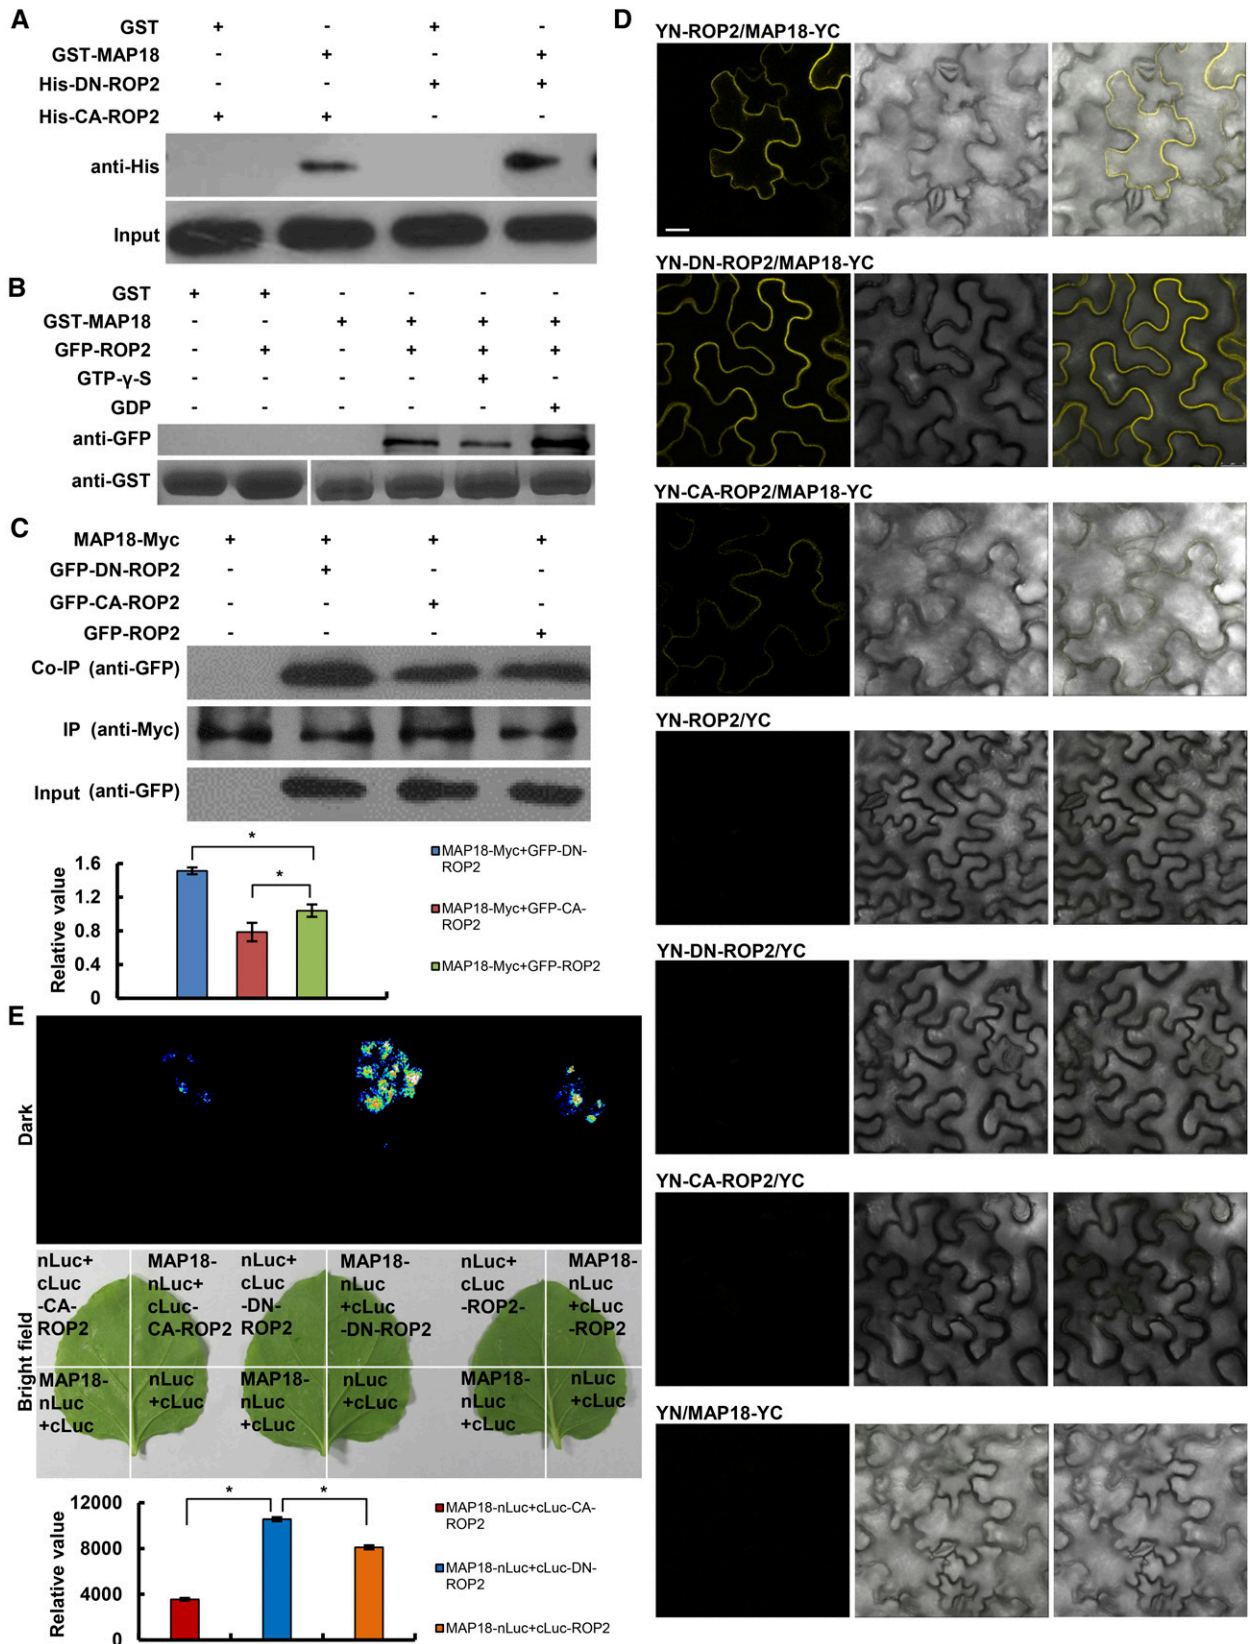 A
GST + - + -
GST-MAP18 - + - +
His-DN-ROP2 - - + +
His-CA-ROP2 + + - -
anti-His
Input
B
GST + + - - - -
GST-MAP18 - - + + + +
GFP-ROP2 - + - + + +
GTP-γ-S - - - - + -
GDP - - - - - +
anti-GFP
anti-GST
C
MAP18-Myc + + + +
GFP-DN-ROP2 - + - -
GFP-CA-ROP2 - - + -
GFP-ROP2 - - - +
Co-IP (anti-GFP)
IP (anti-Myc)
Input (anti-GFP)
Relative value
1.6
1.2
0.8
0.4
0
*
*
MAP18-Myc+GFP-DN-
ROP2
MAP18-Myc+GFP-CA-
ROP2
MAP18-Myc+GFP-ROP2
D
YN-ROP2/MAP18-YC
YN-DN-ROP2/MAP18-YC
YN-CA-ROP2/MAP18-YC
YN-ROP2/YC
YN-DN-ROP2/YC
YN-CA-ROP2/YC
YN/MAP18-YC
E
Dark
Bright field
nLuc+
cLuc
-CA-
ROP2
MAP18-
nLuc+
cLuc-
CA-ROP2
nLuc+
cLuc
-DN-
ROP2
MAP18-
nLuc
+cLuc
-DN-ROP2
nLuc+
cLuc
-ROP2-
MAP18-
nLuc
+cLuc
-ROP2
MAP18-
nLuc
+cLuc
nLuc
+cLuc
MAP18-
nLuc
+cLuc
nLuc
+cLuc
MAP18-
nLuc
+cLuc
nLuc
+cLuc
Relative value
12000
8000
4000
0
*
*
MAP18-nLuc+cLuc-CA-
ROP2
MAP18-nLuc+cLuc-DN-
ROP2
MAP18-nLuc+cLuc-ROP2